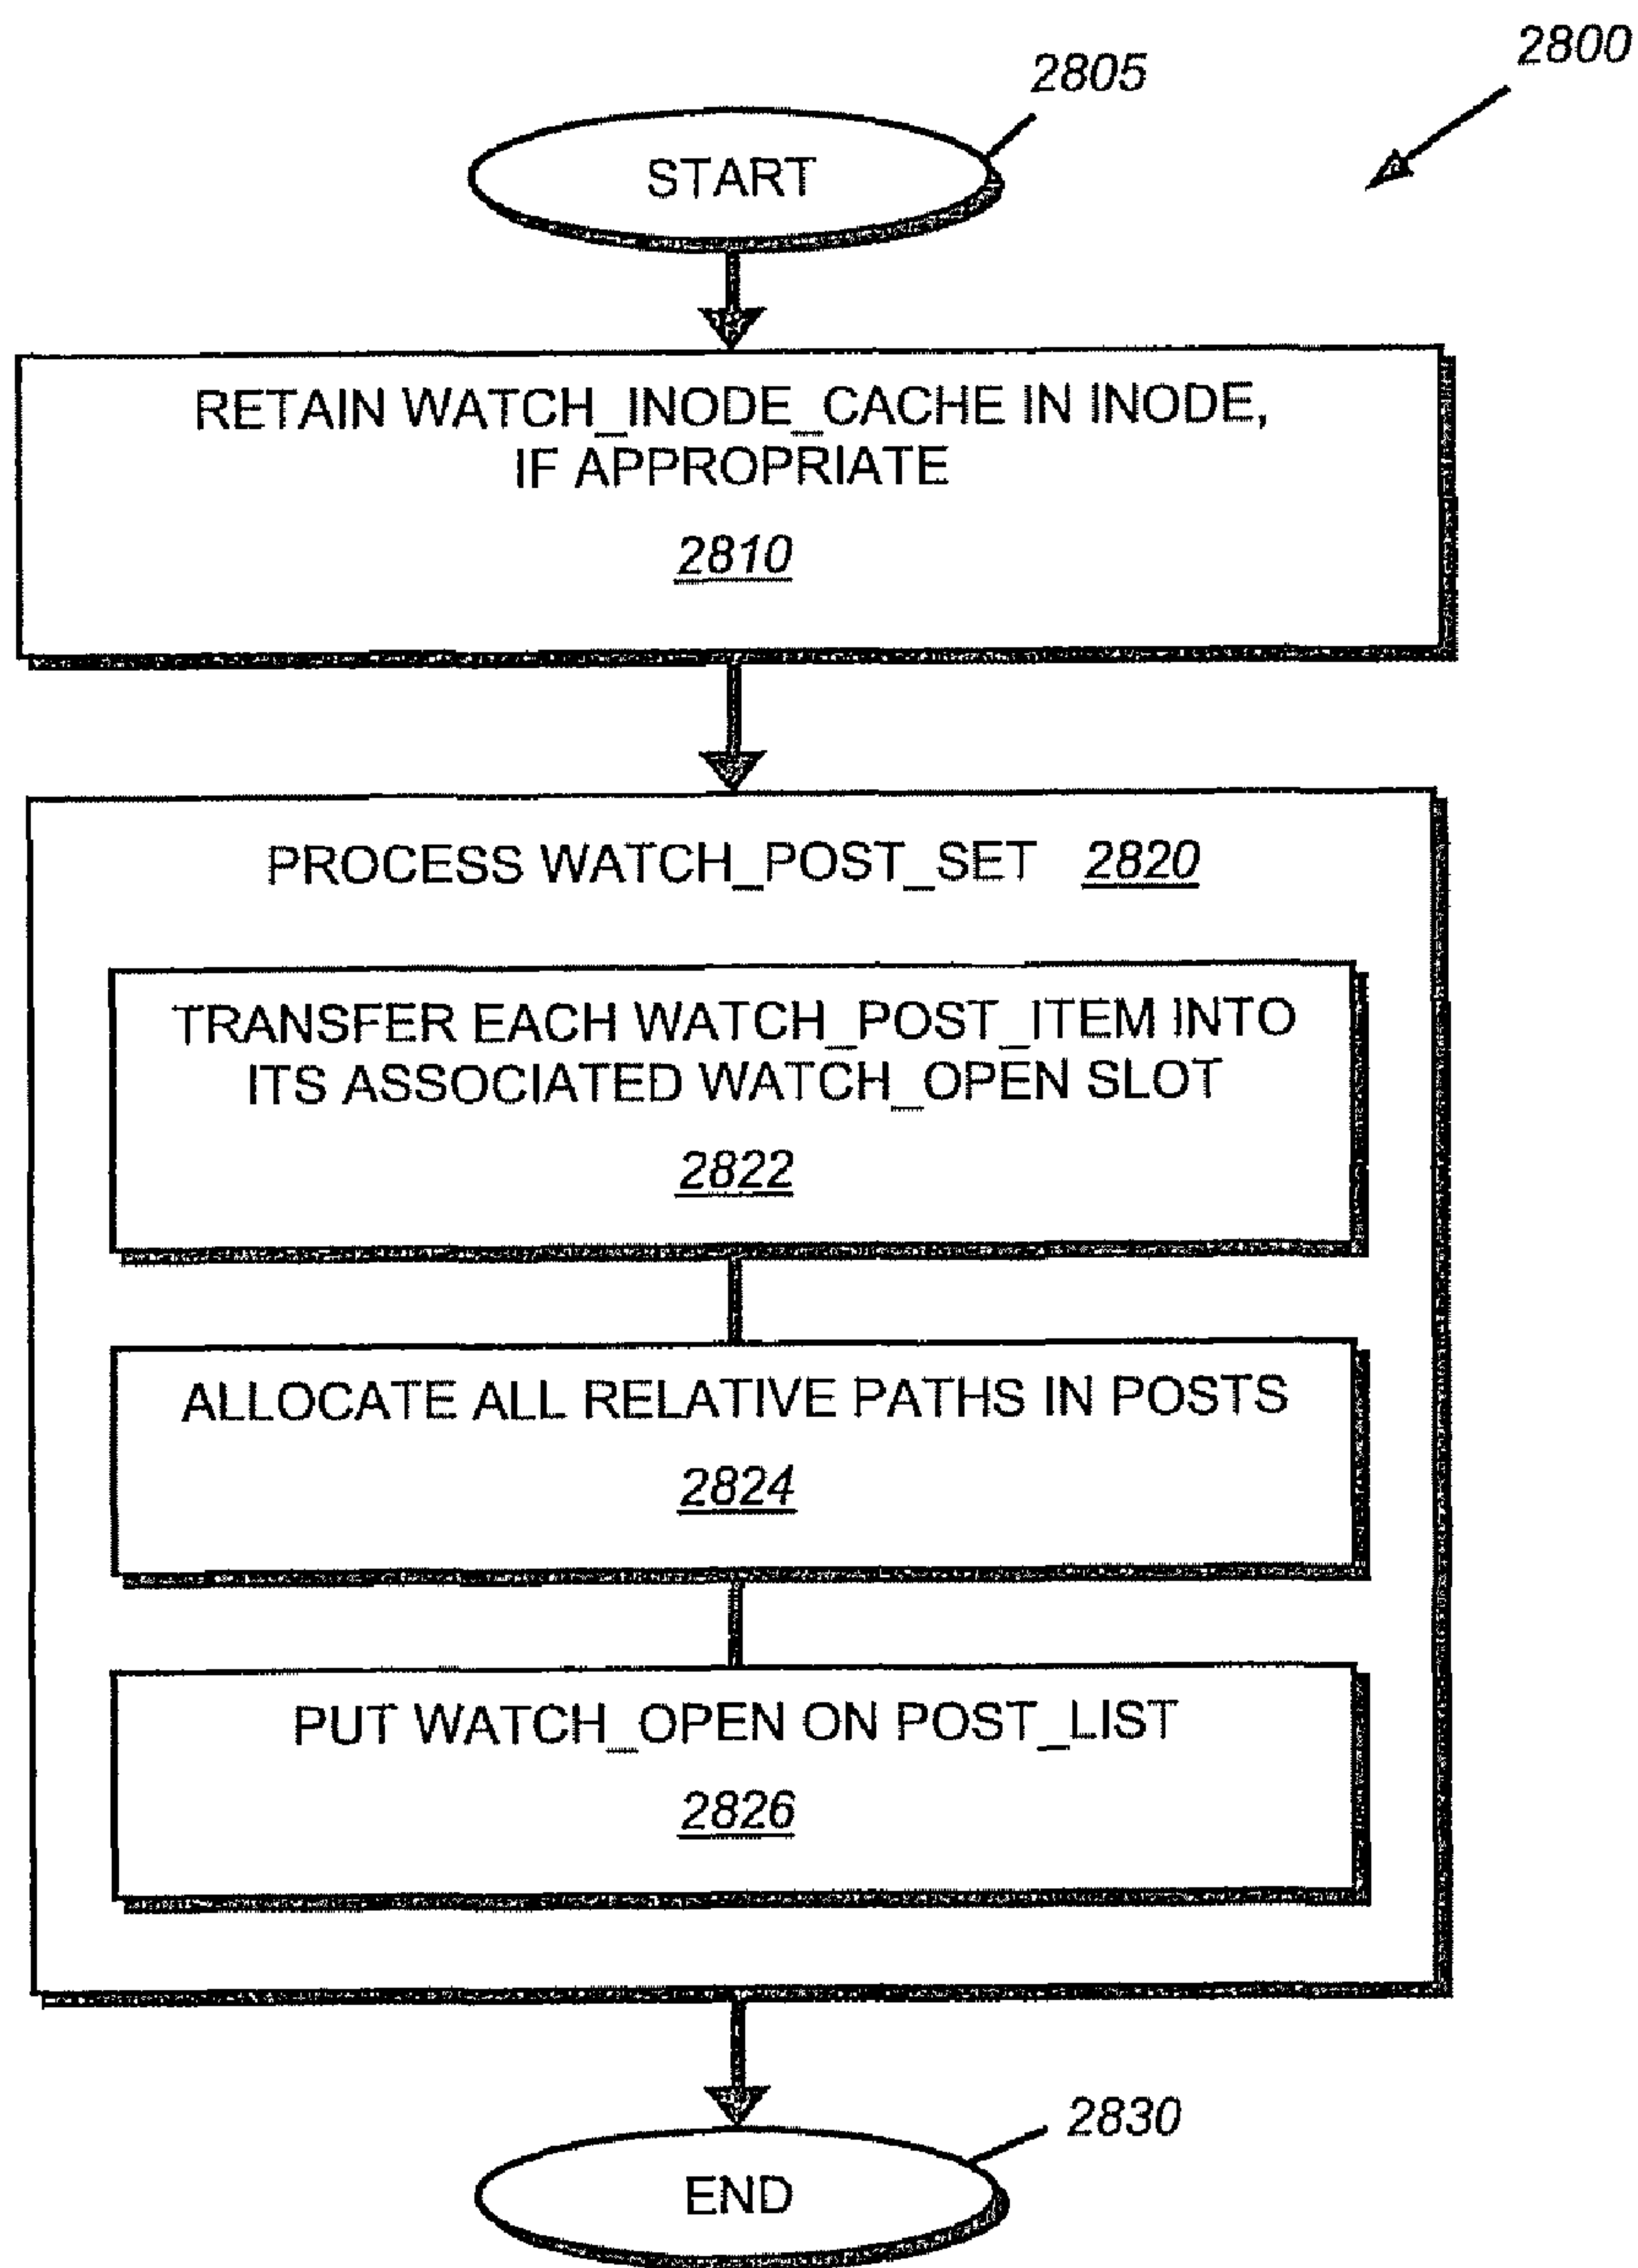 2800
2805
START
RETAIN WATCH_INODE_CACHE IN INODE,
IF APPROPRIATE
2810
PROCESS WATCH_POST_SET 2820
TRANSFER EACH WATCH_POST_ITEM INTO
ITS ASSOCIATED WATCH_OPEN SLOT
2822
ALLOCATE ALL RELATIVE PATHS IN POSTS
2824
PUT WATCH_OPEN ON POST_LIST
2826
2830
END